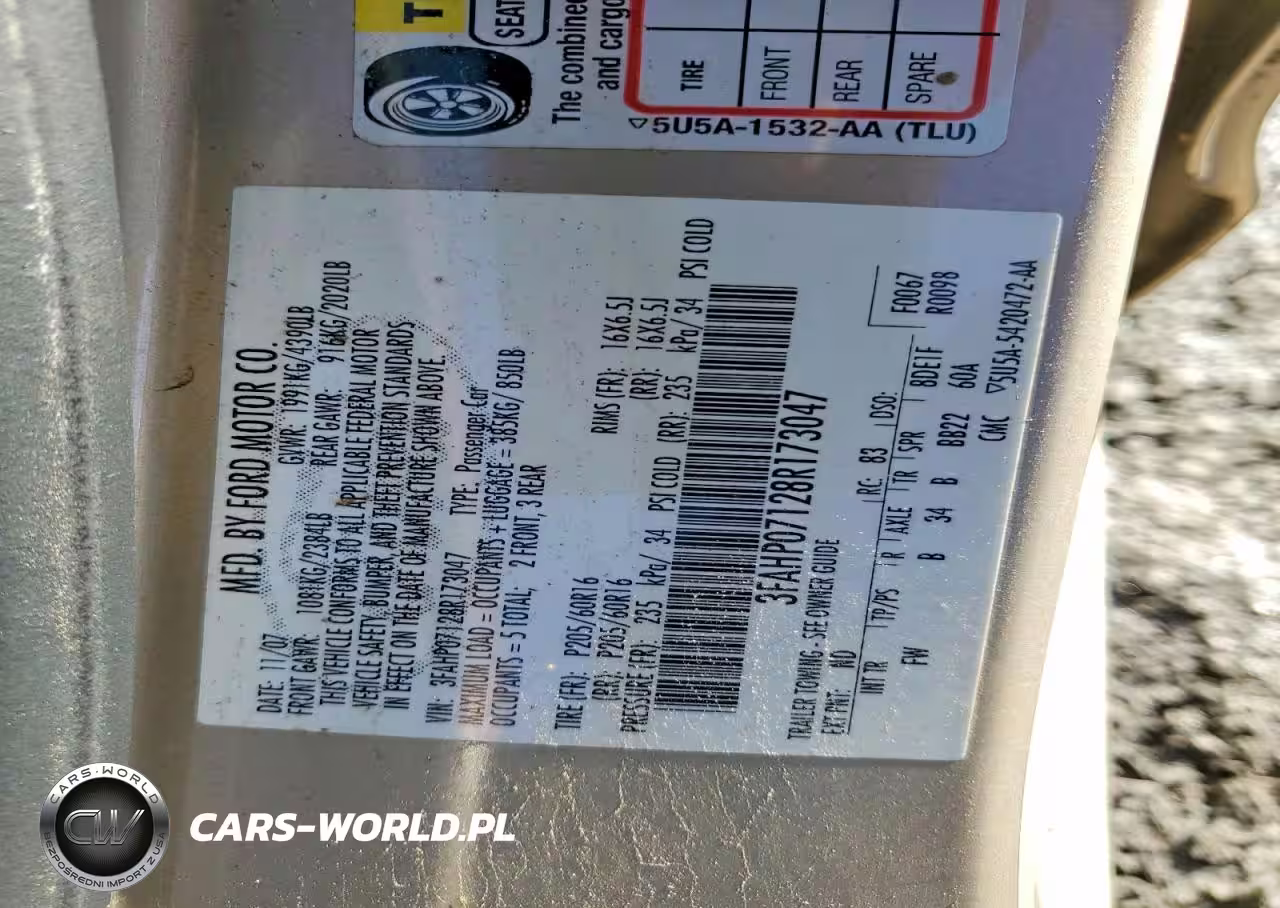 T
SEAT
The combined
and cargo
TIRE
FRONT
REAR
SPARE
5U5A-1532-AA (TLU)
MFD. BY FORD MOTOR CO.
DATE: 11/07 GVWR: 1991KG/4390LB
FRONT GAWR: 1081KG/2384LB REAR GAWR: 916KG/2020LB
THIS VEHICLE CONFORMS TO ALL APPLICABLE FEDERAL MOTOR
VEHICLE SAFETY, BUMPER, AND THEFT PREVENTION STANDARDS
IN EFFECT ON THE DATE OF MANUFACTURE SHOWN ABOVE.
VIN: 3FAHP07128R173047 TYPE: Passenger Car
MAXIMUM LOAD = OCCUPANTS + LUGGAGE = 385KG/ 850LB
OCCUPANTS = 5 TOTAL; 2 FRONT, 3 REAR
TIRE (FR): P205/60R16 RIMS (FR): 16X6.5J
(RR): P205/60R16 (RR): 16X6.5J
PRESSURE (FR): 235 kPa/ 34 PSI COLD (RR): 235 kPa/ 34 PSI COLD
3FAHP07128R173047
TRAILER TOWING - SEE OWNER GUIDE
EXT PNT: ND RC: 83 DSO: F0067
INT TR TP/PS R AXLE TR SPR BDEIF R0098
FW B 34 B BB22 60A
CMC 5U5A-5420472-AA
CARS-WORLD
CW
BEZPOŚREDNI IMPORT Z USA
CARS-WORLD.PL